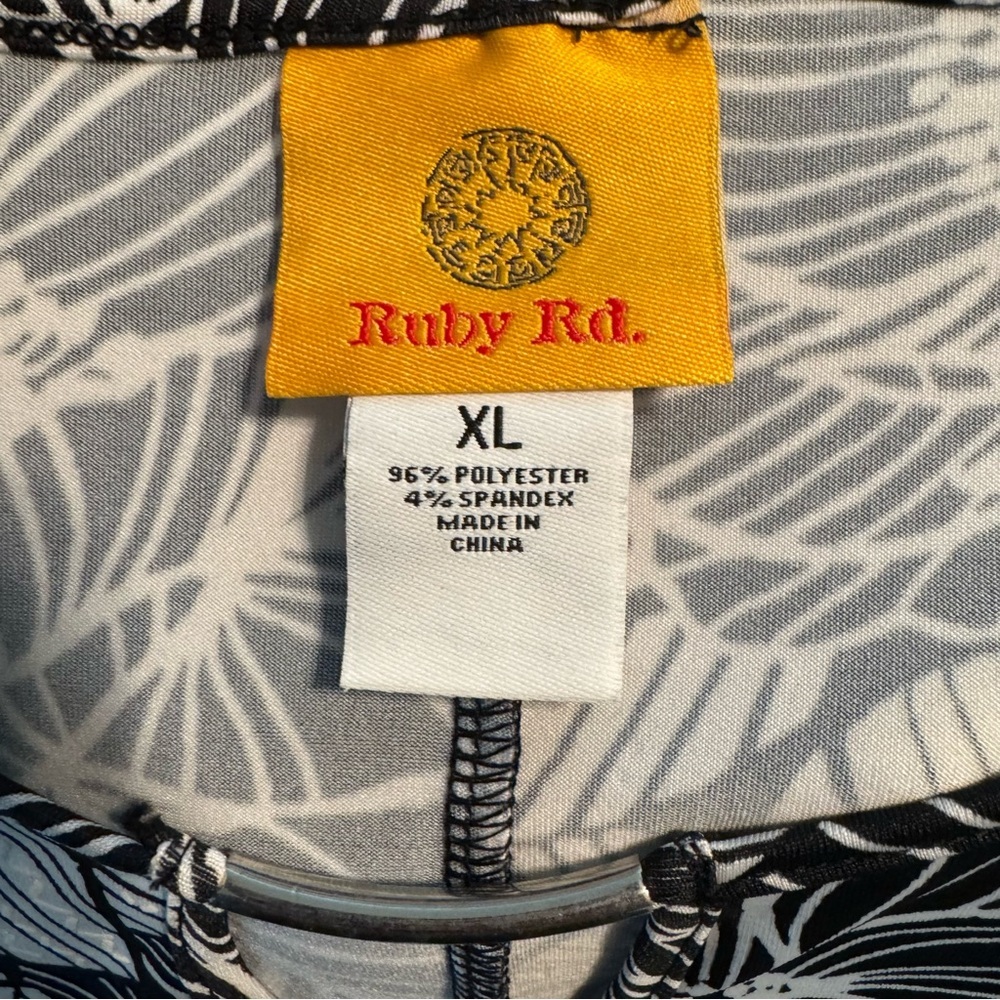 Ruby Rd.
XL
96% POLYESTER
4% SPANDEX
MADE IN
CHINA